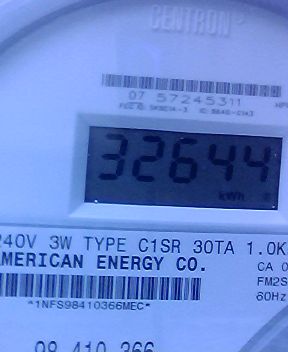 CENTRON
07 57245311
32644
kWh
240V 3W TYPE C1SR 30TA 1.0K
AMERICAN ENERGY CO.
CA 0
FM2S
60Hz
*1NFS98410366MEC*
98 410 366